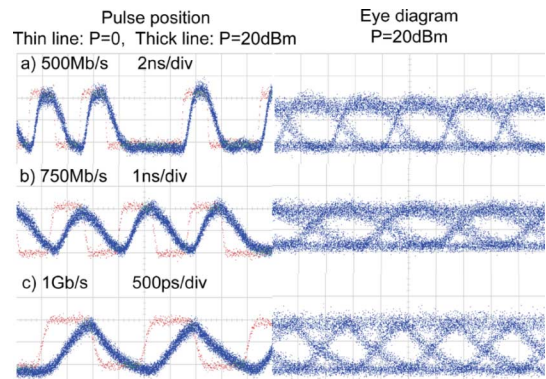 Pulse position
Thin line: P=0, Thick line: P=20dBm
Eye diagram
P=20dBm
a) 500Mb/s 2ns/div
b) 750Mb/s 1ns/div
c) 1Gb/s 500ps/div